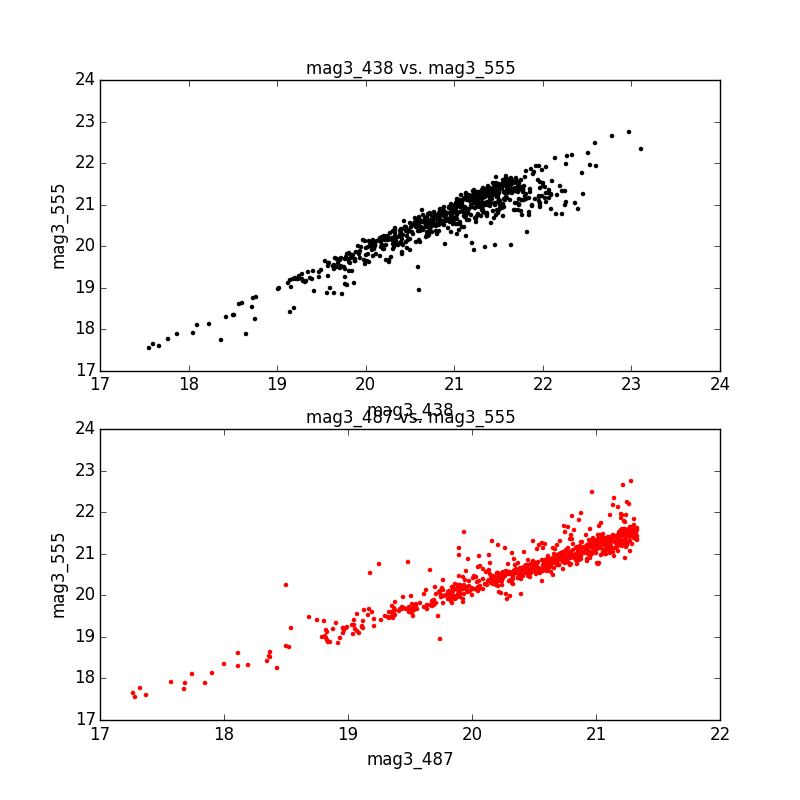 mag3_438 vs. mag3_555
24
23
22
21
20
19
18
17
mag3_555
17 18 19 20 21 22 23 24
mag3_438
mag3_487 vs. mag3_555
24
23
22
21
20
19
18
17
mag3_555
17 18 19 20 21 22
mag3_487